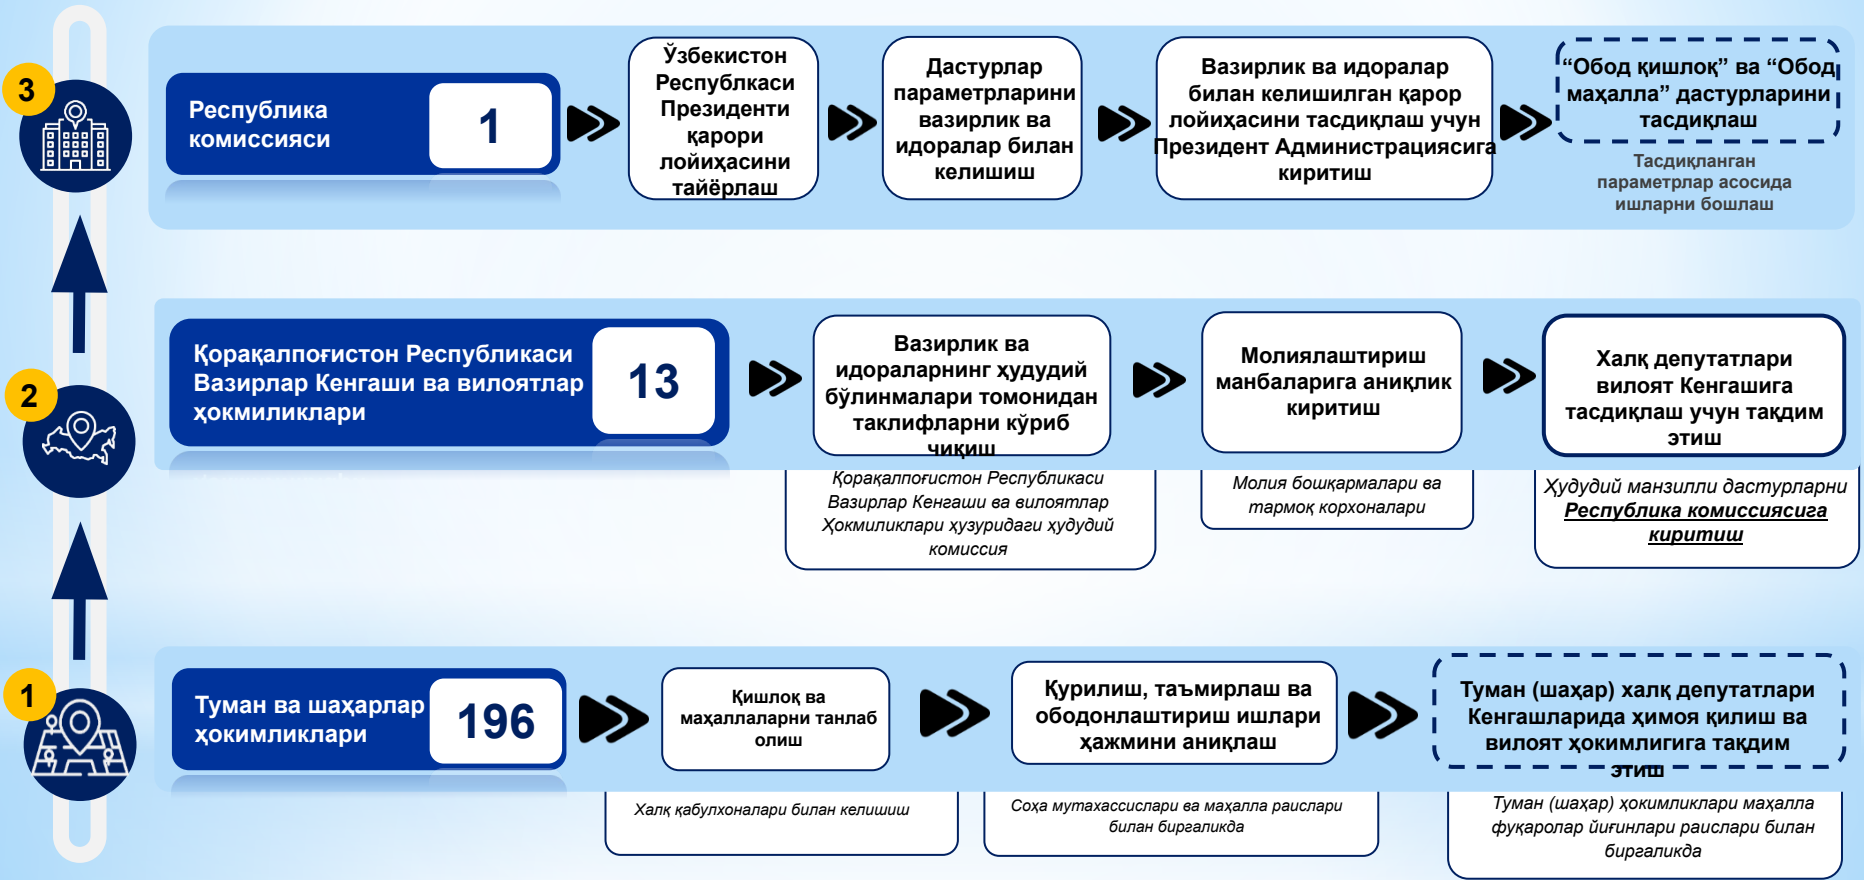 3
Республика
комиссияси
1
Ўзбекистон
Республкаси
Президенти
қарори
лойиҳасини
тайёрлаш
Дастурлар
параметрларини
вазирлик ва
идоралар билан
келишиш
Вазирлик ва идоралар
билан келишилган қарор
лойиҳасини тасдиқлаш учун
Президент Администрациясига
киритиш
“Обод қишлоқ” ва “Обод
маҳалла” дастурларини
тасдиқлаш
Тасдиқланган
параметрлар асосида
ишларни бошлаш
2
Қорақалпоғистон Республикаси
Вазирлар Кенгаши ва вилоятлар
ҳокмиликлари
13
Вазирлик ва
идораларнинг ҳудудий
бўлинмалари томонидан
таклифларни кўриб
чиқиш
Қорақалпоғистон Республикаси
Вазирлар Кенгаши ва вилоятлар
Ҳокмиликлари ҳузуридаги ҳудудий
комиссия
Молиялаштириш
манбаларига аниқлик
киритиш
Молия бошқармалари ва
тармоқ корхоналари
Халқ депутатлари
вилоят Кенгашига
тасдиқлаш учун тақдим
этиш
Ҳудудий манзилли дастурларни
Республика комиссиясига
киритиш
1
Туман ва шаҳарлар
ҳокимликлари
196
Қишлоқ ва
маҳаллаларни танлаб
олиш
Халқ қабулхоналари билан келишиш
Қурилиш, таъмирлаш ва
ободонлаштириш ишлари
ҳажмини аниқлаш
Соҳа мутахассислари ва маҳалла раислари
билан биргаликда
Туман (шаҳар) халқ депутатлари
Кенгашларида ҳимоя қилиш ва
вилоят ҳокимлигига тақдим
этиш
Туман (шаҳар) ҳокимликлари маҳалла
фуқаролар йиғинлари раислари билан
биргаликда